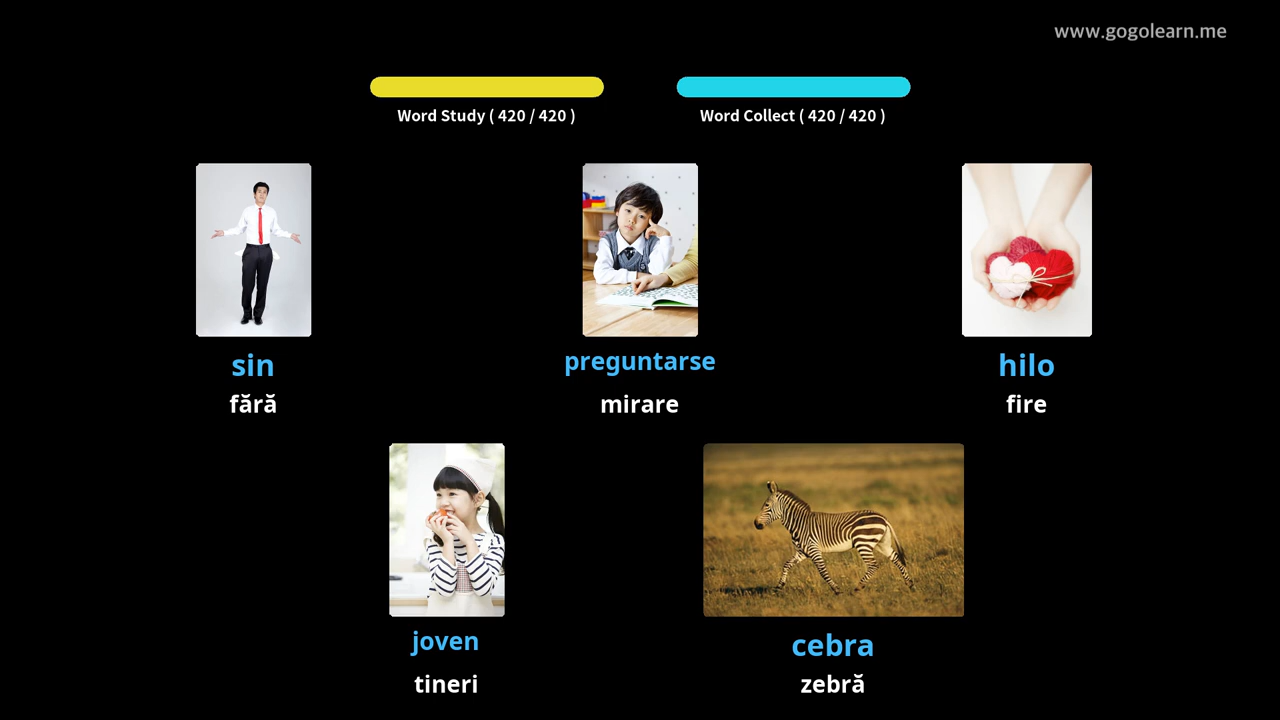 www.gogolearn.me
Word Study ( 420 / 420 )
Word Collect ( 420 / 420 )
sin
fără
preguntarse
mirare
hilo
fire
joven
tineri
cebra
zebră